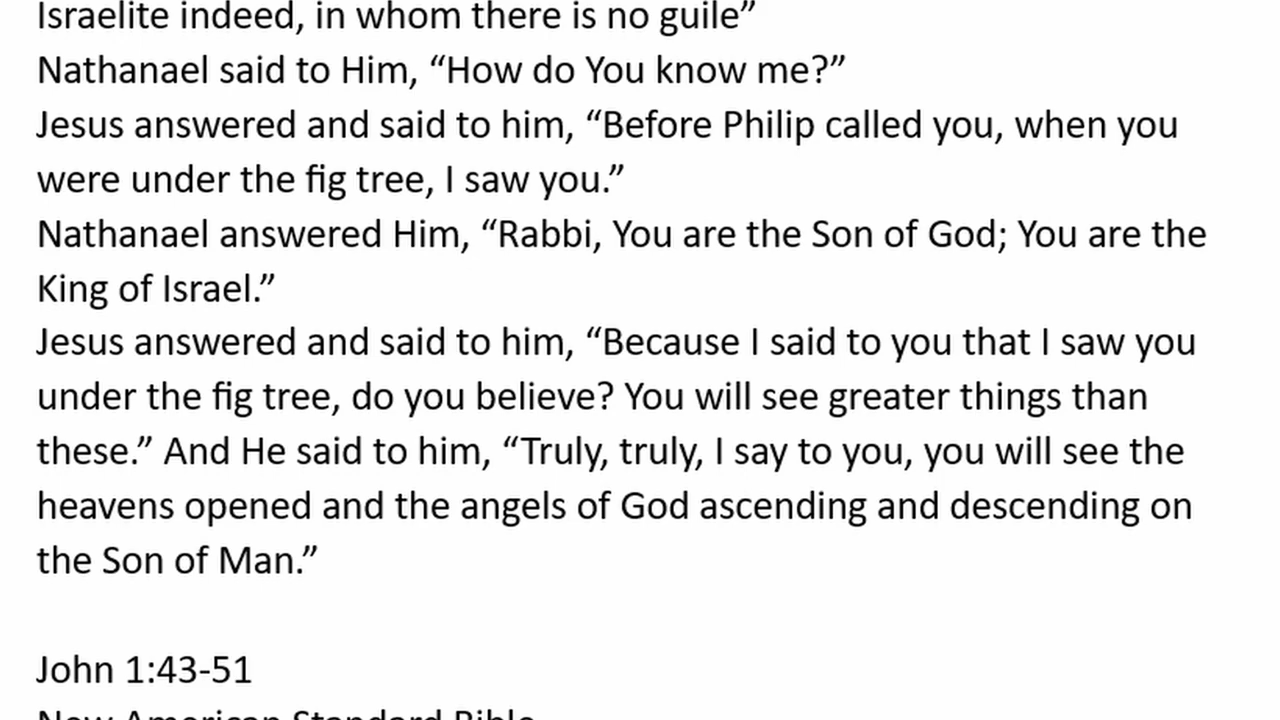 Israelite indeed, in whom there is no guile”
Nathanael said to Him, “How do You know me?”
Jesus answered and said to him, “Before Philip called you, when you
were under the fig tree, I saw you.”
Nathanael answered Him, “Rabbi, You are the Son of God; You are the
King of Israel.”
Jesus answered and said to him, “Because I said to you that I saw you
under the fig tree, do you believe? You will see greater things than
these.” And He said to him, “Truly, truly, I say to you, you will see the
heavens opened and the angels of God ascending and descending on
the Son of Man.”
John 1:43-51
New American Standard Bible